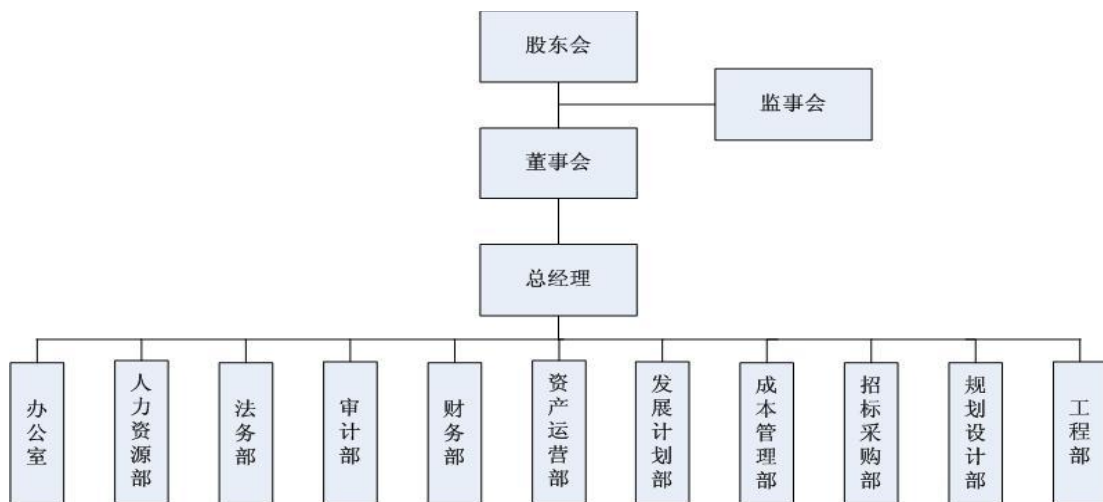 股东会
监事会
董事会
总经理
办公室
人力资源部
法务部
审计部
财务部
资产运营部
发展计划部
成本管理部
招标采购部
规划设计部
工程部